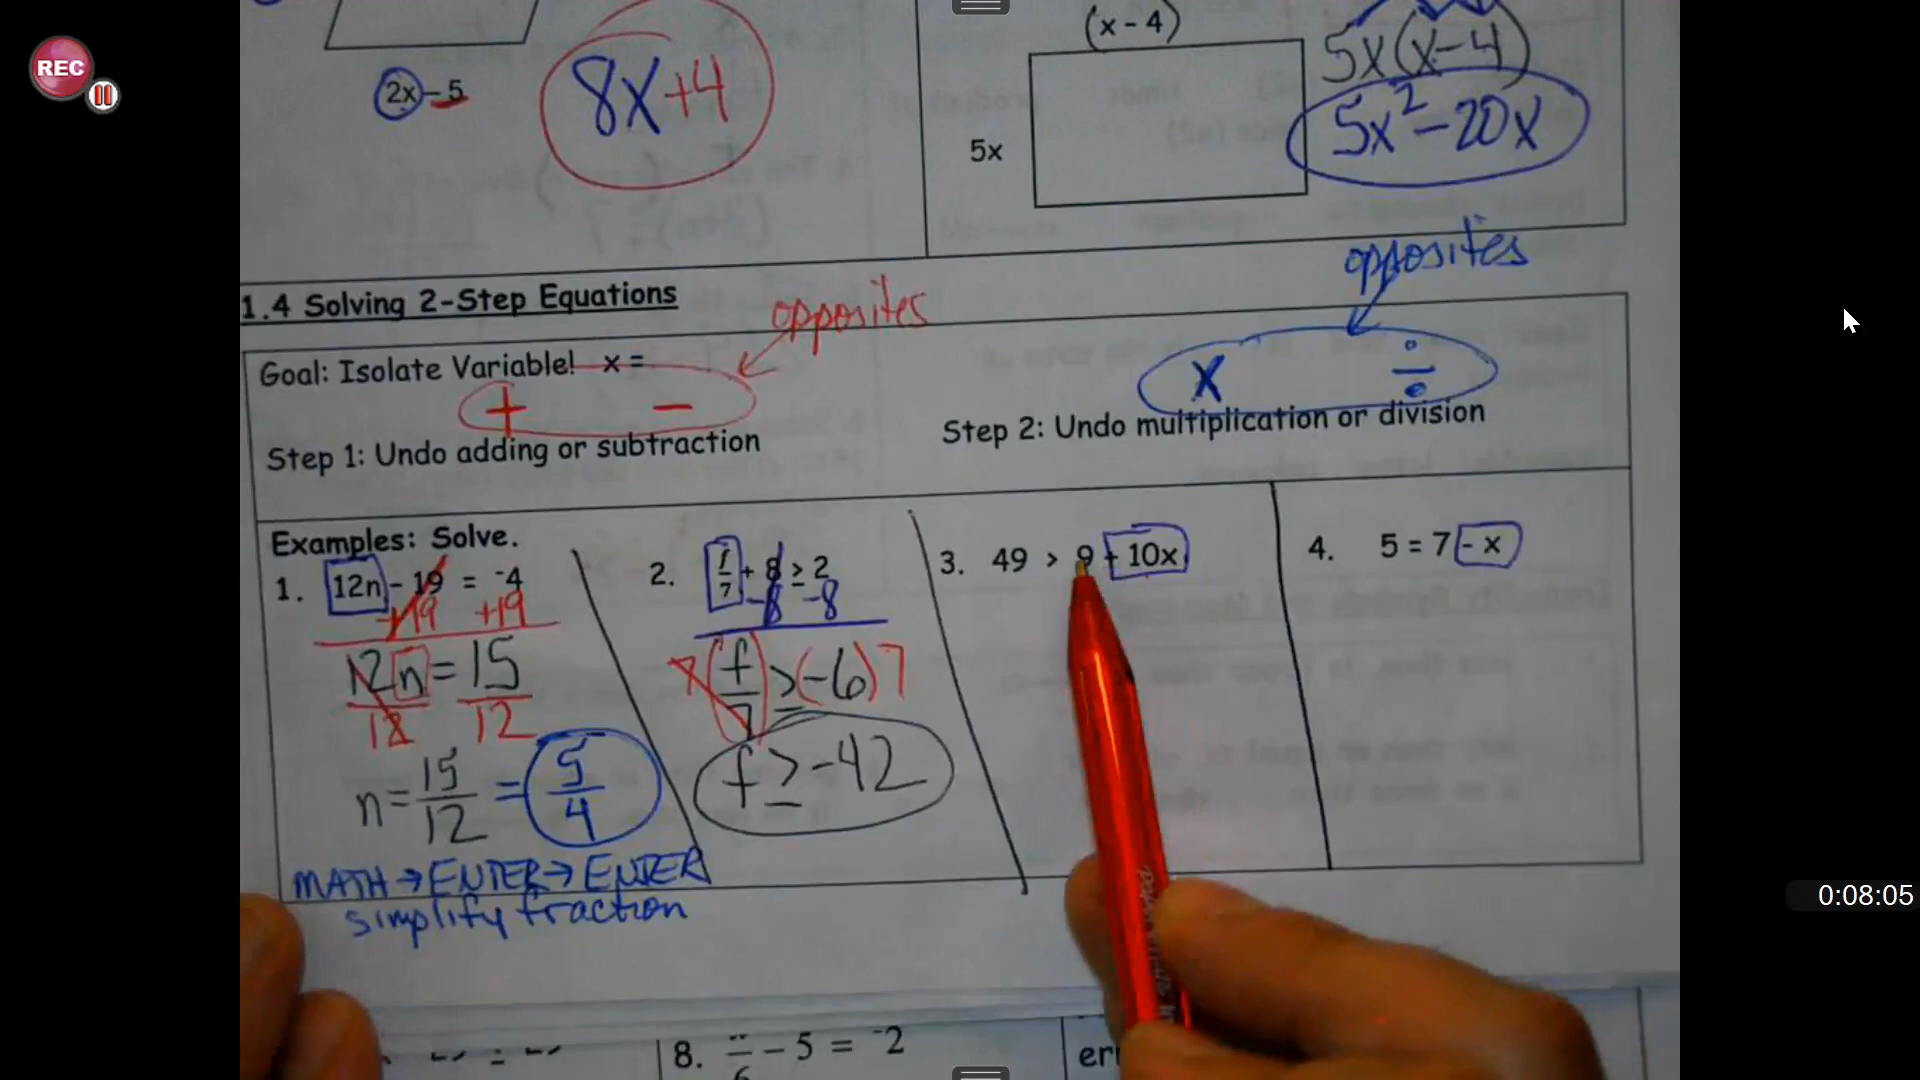 REC
2x - 5
8x+4
(x - 4)
5x
5x(x-4)
5x²-20x
1.4 Solving 2-Step Equations
opposites
opposites
Goal: Isolate Variable! x =
+ -
x ÷
Step 1: Undo adding or subtraction
Step 2: Undo multiplication or division
Examples: Solve.
1. 12n - 19 = -4
+19 +19
12n = 15
12 12
n = 15/12 = 5/4
MATH → ENTER → ENTER
simplify fraction
2. f/7 + 8 ≥ 2
-8 -8
7(f/7) ≥ (-6)7
f ≥ -42
3. 49 > 9 + 10x
4. 5 = 7 - x
0:08:05
8. - 5 = -2
6